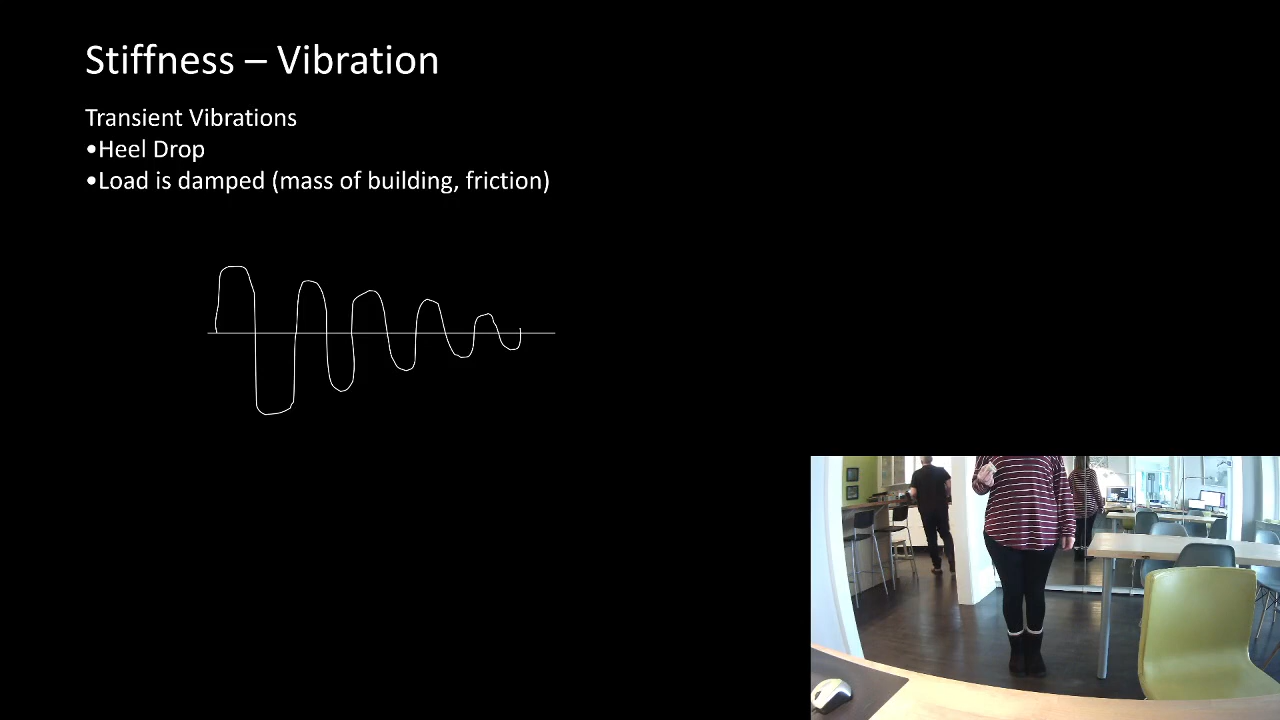 Stiffness – Vibration
Transient Vibrations
•Heel Drop
•Load is damped (mass of building, friction)